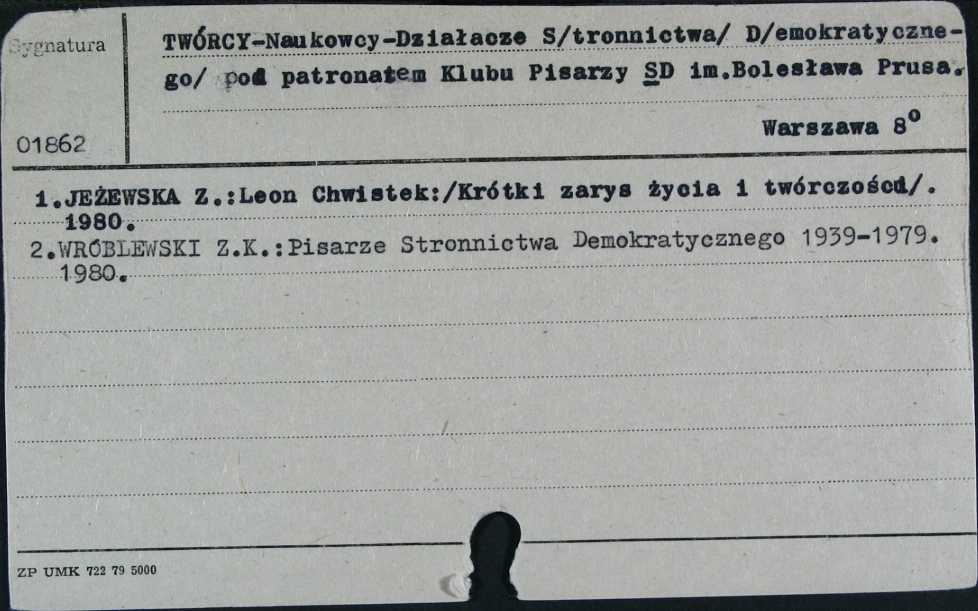 Sygnatura
TWÓRCY-Naukowcy-Działacze S/tronnictwa/ D/emokratyczne-
go/ pod patronatem Klubu Pisarzy SD im.Bolesława Prusa.
01862
Warszawa 8°
1.JEŻEWSKA Z.:Leon Chwistek:/Krótki zarys życia i twórczości/.
1980.
2.WRÓBLEWSKI Z.K.:Pisarze Stronnictwa Demokratycznego 1939-1979.
1980.
ZP UMK 722 79 5000